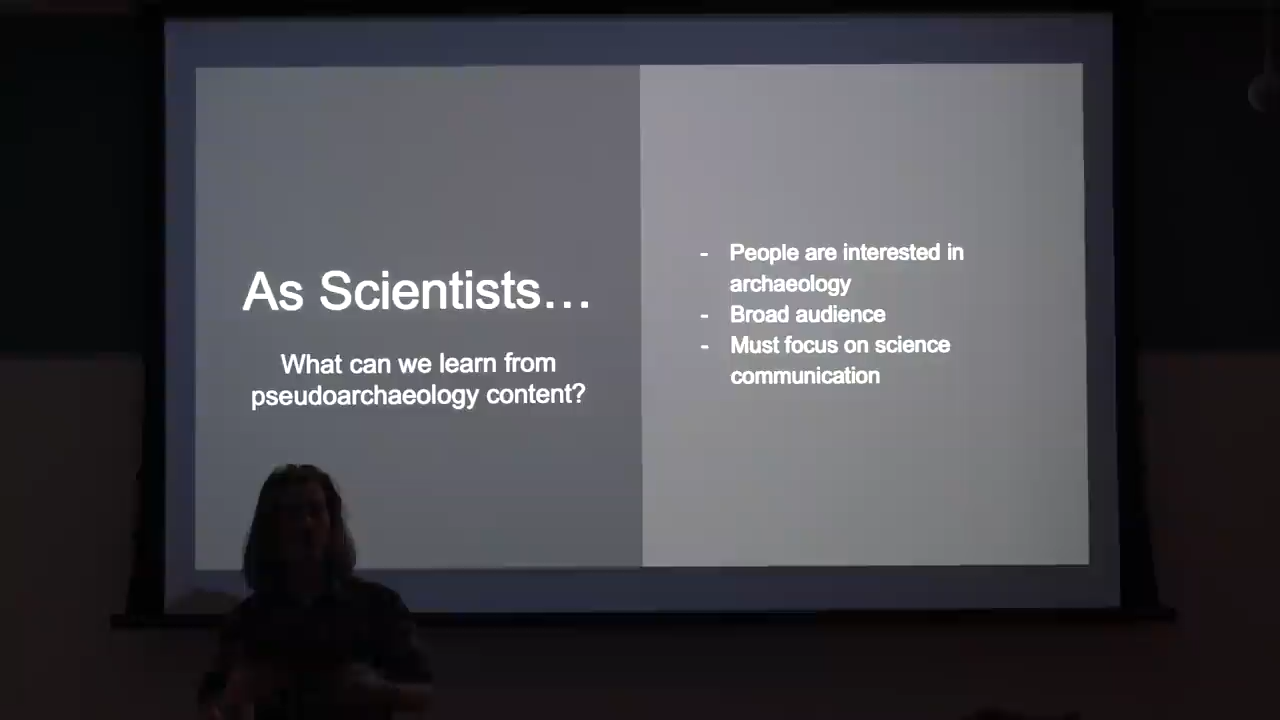 As Scientists…
What can we learn from
pseudoarchaeology content?
- People are interested in
archaeology
- Broad audience
- Must focus on science
communication